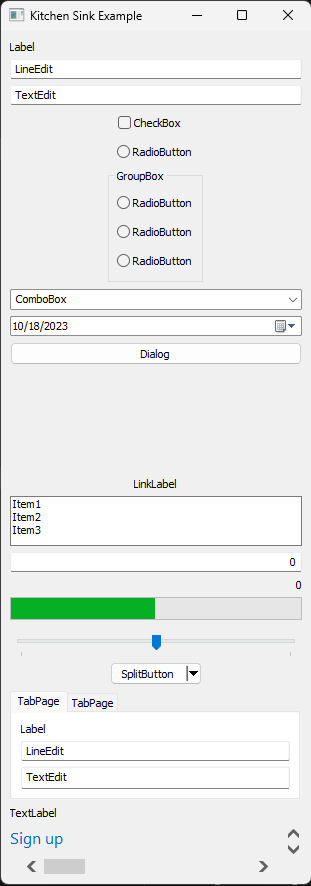 Kitchen Sink Example
Label
LineEdit
TextEdit
CheckBox
RadioButton
GroupBox
RadioButton
RadioButton
RadioButton
ComboBox
10/18/2023
Dialog
LinkLabel
Item1
Item2
Item3
0
0
SplitButton
TabPage TabPage
Label
LineEdit
TextEdit
TextLabel
Sign up